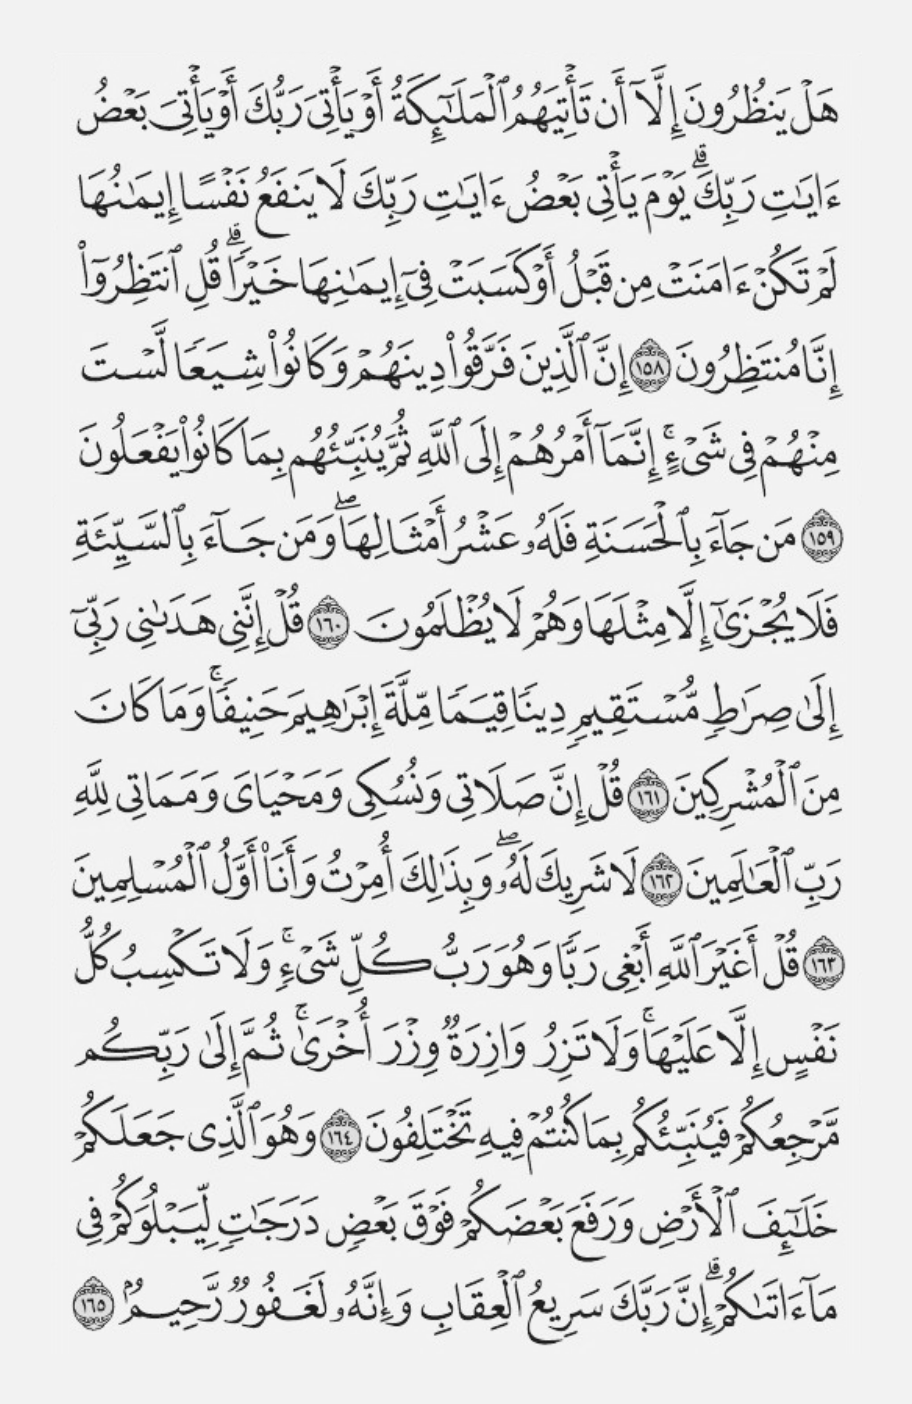 هَلْ يَنظُرُونَ إِلَّآ أَن تَأْتِيَهُمُ ٱلْمَلَـٰٓئِكَةُ أَوْ يَأْتِىَ رَبُّكَ أَوْ يَأْتِىَ بَعْضُ
ءَايَـٰتِ رَبِّكَ ۗ يَوْمَ يَأْتِى بَعْضُ ءَايَـٰتِ رَبِّكَ لَا يَنفَعُ نَفْسًا إِيمَـٰنُهَا
لَمْ تَكُنْ ءَامَنَتْ مِن قَبْلُ أَوْ كَسَبَتْ فِىٓ إِيمَـٰنِهَا خَيْرًا ۗ قُلِ ٱنتَظِرُوٓا۟
إِنَّا مُنتَظِرُونَ ١٥٨ إِنَّ ٱلَّذِينَ فَرَّقُوا۟ دِينَهُمْ وَكَانُوا۟ شِيَعًا لَّسْتَ
مِنْهُمْ فِى شَىْءٍ ۚ إِنَّمَآ أَمْرُهُمْ إِلَى ٱللَّهِ ثُمَّ يُنَبِّئُهُم بِمَا كَانُوا۟ يَفْعَلُونَ
١٥٩ مَن جَآءَ بِٱلْحَسَنَةِ فَلَهُۥ عَشْرُ أَمْثَالِهَا ۖ وَمَن جَآءَ بِٱلسَّيِّئَةِ
فَلَا يُجْزَىٰٓ إِلَّا مِثْلَهَا وَهُمْ لَا يُظْلَمُونَ ١٦٠ قُلْ إِنَّنِى هَدَىٰنِى رَبِّىٓ
إِلَىٰ صِرَٰطٍ مُّسْتَقِيمٍ دِينًا قِيَمًا مِّلَّةَ إِبْرَٰهِيمَ حَنِيفًا ۚ وَمَا كَانَ
مِنَ ٱلْمُشْرِكِينَ ١٦١ قُلْ إِنَّ صَلَاتِى وَنُسُكِى وَمَحْيَاىَ وَمَمَاتِى لِلَّهِ
رَبِّ ٱلْعَـٰلَمِينَ ١٦٢ لَا شَرِيكَ لَهُۥ ۖ وَبِذَٰلِكَ أُمِرْتُ وَأَنَا۠ أَوَّلُ ٱلْمُسْلِمِينَ
١٦٣ قُلْ أَغَيْرَ ٱللَّهِ أَبْغِى رَبًّا وَهُوَ رَبُّ كُلِّ شَىْءٍ ۚ وَلَا تَكْسِبُ كُلُّ
نَفْسٍ إِلَّا عَلَيْهَا ۚ وَلَا تَزِرُ وَازِرَةٌ وِزْرَ أُخْرَىٰ ۚ ثُمَّ إِلَىٰ رَبِّكُم
مَّرْجِعُكُمْ فَيُنَبِّئُكُم بِمَا كُنتُمْ فِيهِ تَخْتَلِفُونَ ١٦٤ وَهُوَ ٱلَّذِى جَعَلَكُمْ
خَلَـٰٓئِفَ ٱلْأَرْضِ وَرَفَعَ بَعْضَكُمْ فَوْقَ بَعْضٍ دَرَجَـٰتٍ لِّيَبْلُوَكُمْ فِى
مَآ ءَاتَىٰكُمْ ۗ إِنَّ رَبَّكَ سَرِيعُ ٱلْعِقَابِ وَإِنَّهُۥ لَغَفُورٌ رَّحِيمٌۢ ١٦٥